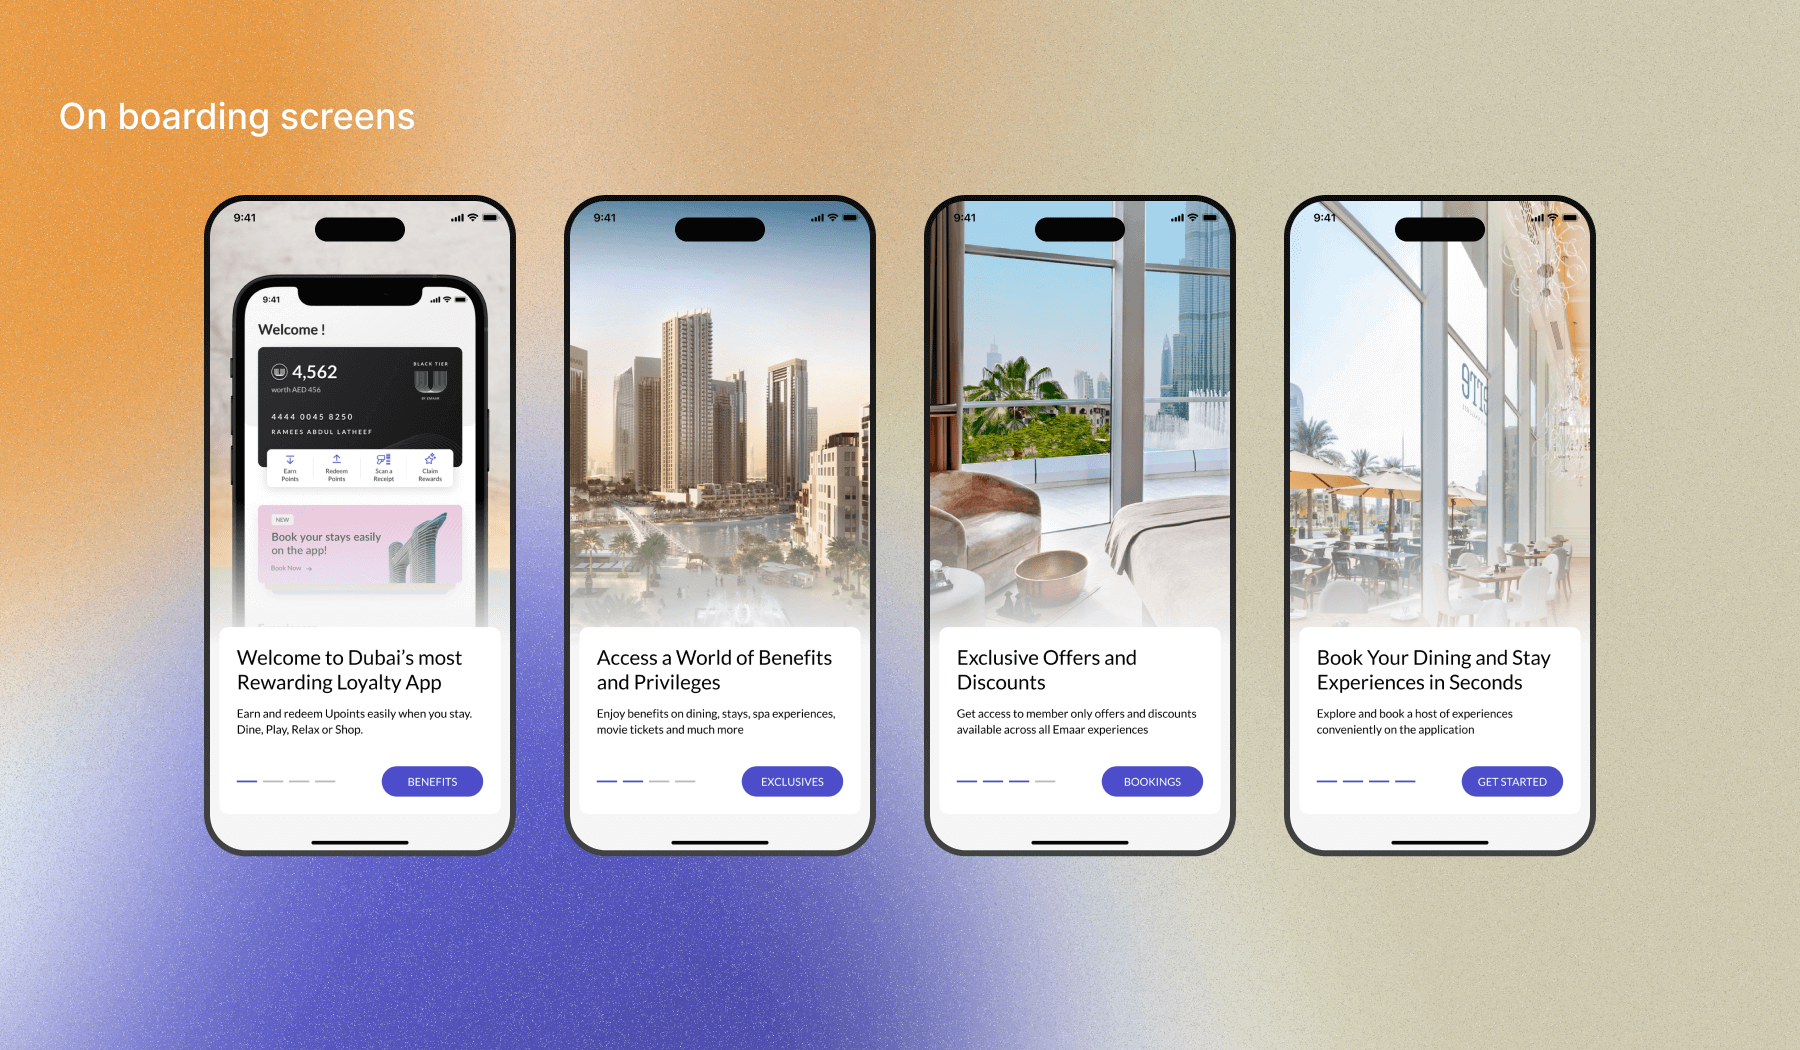 On boarding screens
9:41
9:41
Welcome !
4,562
worth AED 456
BLACK TIER
BY EMAAR
4444 0045 8250
RAMEES ABDUL LATHEEF
Earn
Points
Redeem
Points
Scan a
Receipt
Claim
Rewards
NEW
Book your stays easily
on the app!
Book Now →
Welcome to Dubai’s most
Rewarding Loyalty App
Earn and redeem Upoints easily when you stay.
Dine, Play, Relax or Shop.
BENEFITS
9:41
Access a World of Benefits
and Privileges
Enjoy benefits on dining, stays, spa experiences,
movie tickets and much more
EXCLUSIVES
9:41
Exclusive Offers and
Discounts
Get access to member only offers and discounts
available across all Emaar experiences
BOOKINGS
9:41
Book Your Dining and Stay
Experiences in Seconds
Explore and book a host of experiences
conveniently on the application
GET STARTED